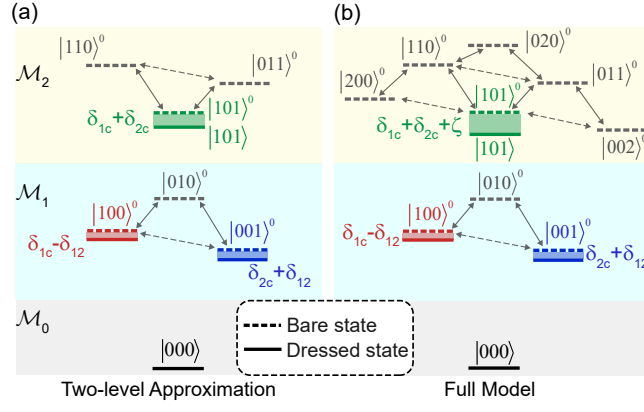 (a)
(b)
ℳ₂
|110⟩⁰
|011⟩⁰
|101⟩⁰
δ₁c+δ₂c
|101⟩
|020⟩⁰
|110⟩⁰
|011⟩⁰
|200⟩⁰
|101⟩⁰
δ₁c+δ₂c+ζ
|002⟩⁰
|101⟩
ℳ₁
|010⟩⁰
|100⟩⁰
|001⟩⁰
δ₁c-δ₁₂
δ₂c+δ₁₂
|010⟩⁰
|100⟩⁰
|001⟩⁰
δ₁c-δ₁₂
δ₂c+δ₁₂
ℳ₀
Bare state
Dressed state
|000⟩
|000⟩
Two-level Approximation
Full Model